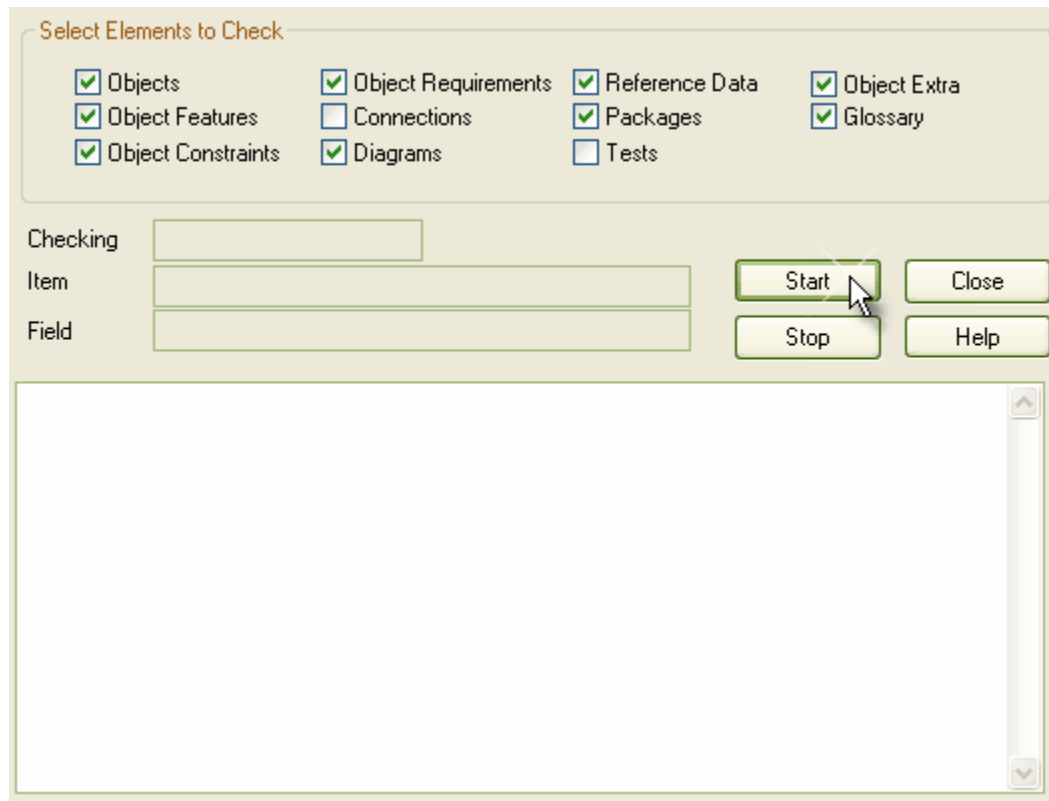 Select Elements to Check
Objects Object Requirements Reference Data Object Extra
Object Features Connections Packages Glossary
Object Constraints Diagrams Tests
Checking
Item Start Close
Field Stop Help